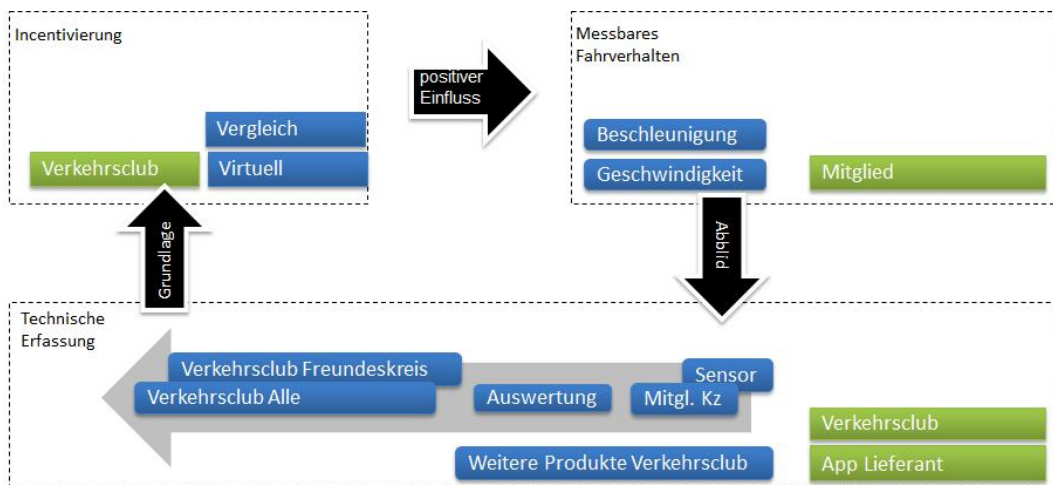 Incentivierung
Vergleich
Verkehrsclub
Virtuell
positiver
Einfluss
Messbares
Fahrverhalten
Beschleunigung
Geschwindigkeit
Mitglied
Grundlage
Abblid
Technische
Erfassung
Verkehrsclub Freundeskreis
Verkehrsclub Alle
Auswertung
Sensor
Mitgl. Kz
Weitere Produkte Verkehrsclub
Verkehrsclub
App Lieferant